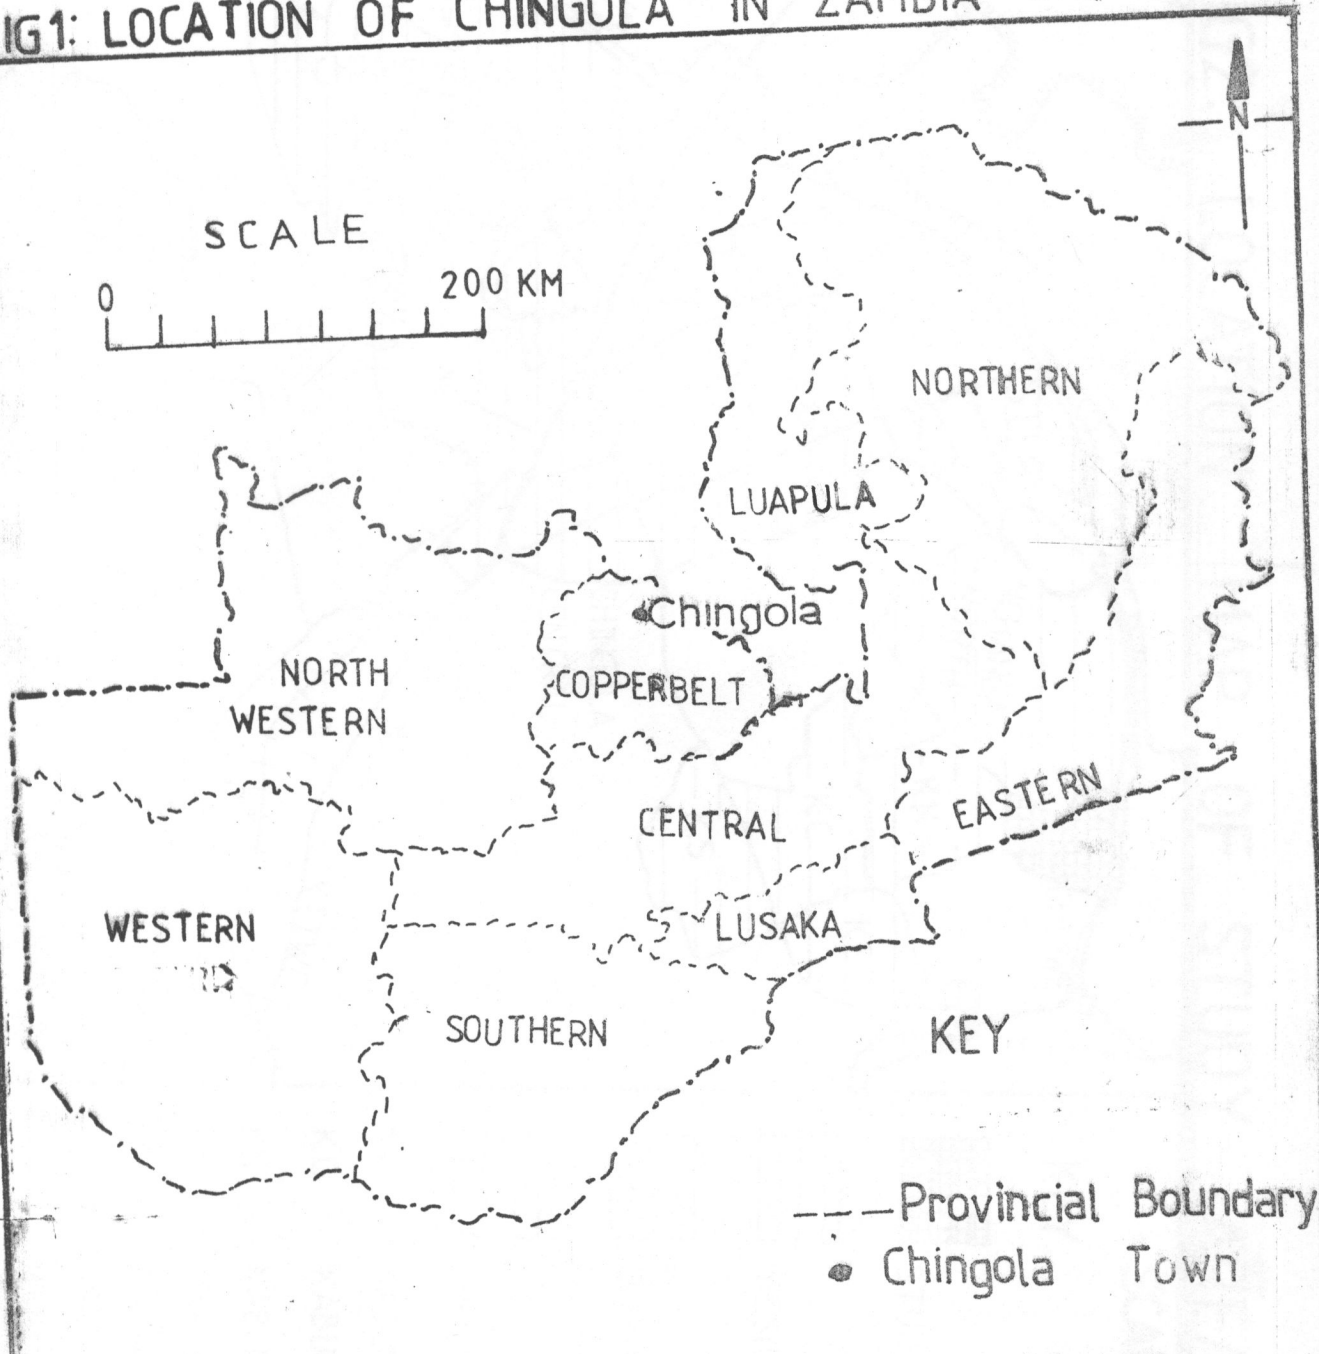 IG1: LOCATION OF CHINGOLA IN ZAMBIA
N
SCALE
0 200 KM
NORTHERN
LUAPULA
Chingola
NORTH
WESTERN
COPPERBELT
CENTRAL
EASTERN
WESTERN
LUSAKA
SOUTHERN
KEY
Provincial Boundary
Chingola Town